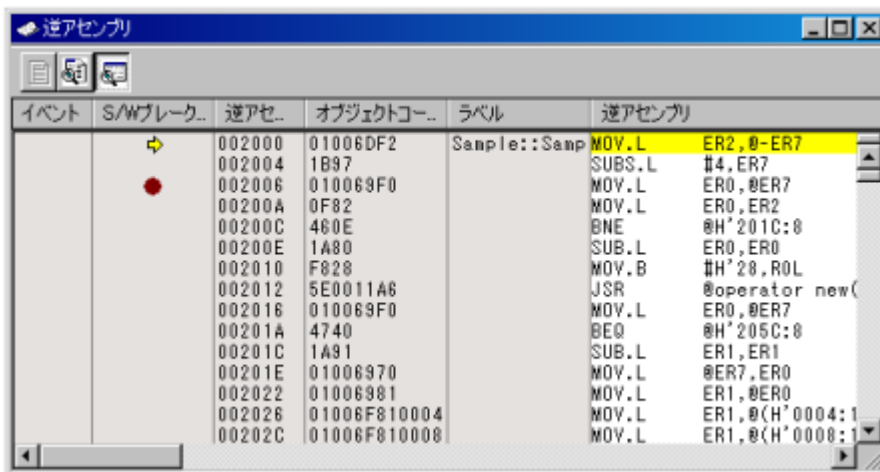 逆アセンブリ
イベント S/Wブレーク.. 逆アセ.. オブジェクトコー.. ラベル 逆アセンブリ
002000 01006DF2 Sample::Samp MOV.L ER2,@-ER7
002004 1B97 SUBS.L #4,ER7
002006 010069F0 MOV.L ER0,@ER7
00200A 0F82 MOV.L ER0,ER2
00200C 460E BNE @H'201C:8
00200E 1A80 SUB.L ER0,ER0
002010 F828 MOV.B #H'28,R0L
002012 5E0011A6 JSR @operator new(
002016 010069F0 MOV.L ER0,@ER7
00201A 4740 BEQ @H'205C:8
00201C 1A91 SUB.L ER1,ER1
00201E 01006970 MOV.L @ER7,ER0
002022 01006981 MOV.L ER1,@ER0
002026 01006F810004 MOV.L ER1,@(H'0004:1
00202C 01006F810008 MOV.L ER1,@(H'0008:1